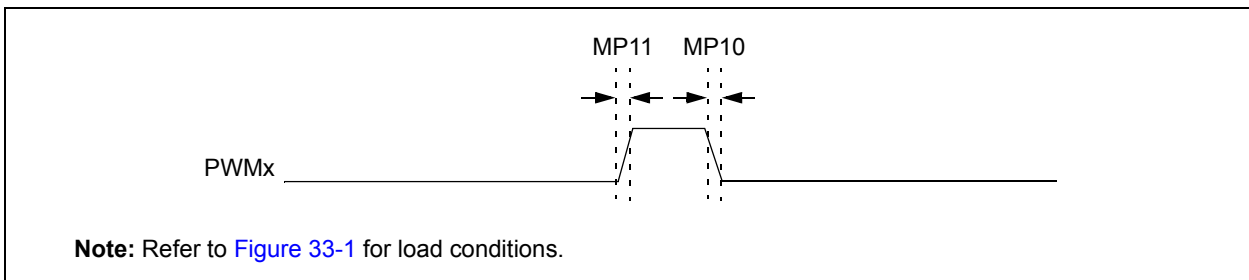 MP11 MP10
PWMx
Note: Refer to Figure 33-1 for load conditions.